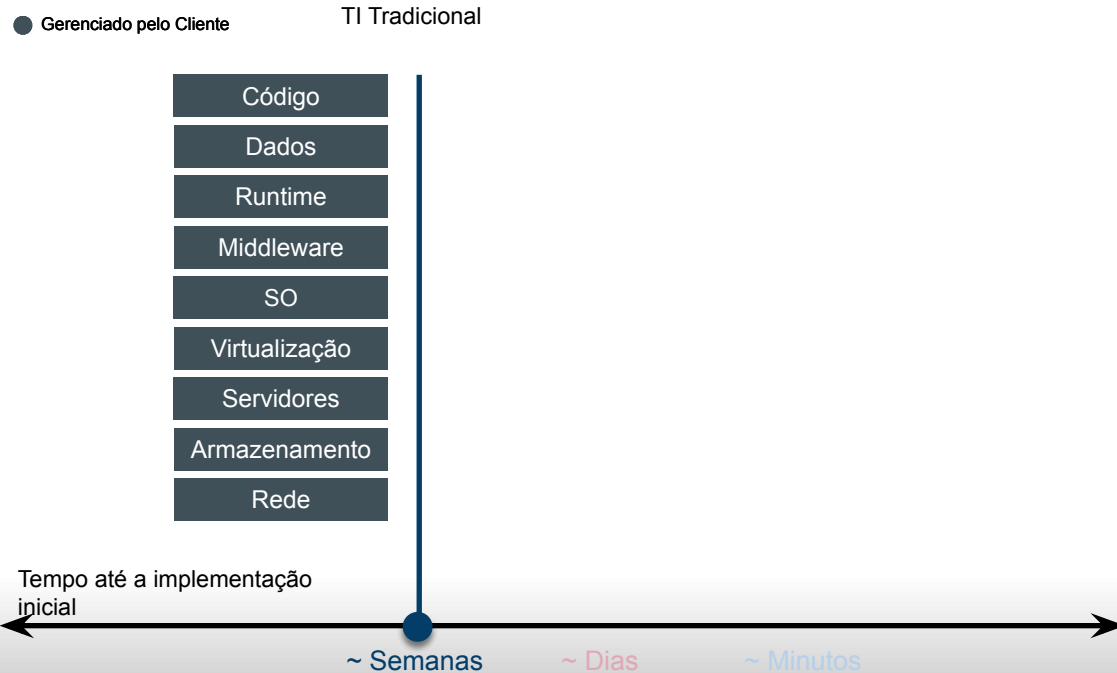 TI Tradicional
Gerenciado pelo Cliente
Código
Dados
Runtime
Middleware
SO
Virtualização
Servidores
Armazenamento
Rede
Tempo até a implementação
inicial
~ Semanas
~ Dias
~ Minutos